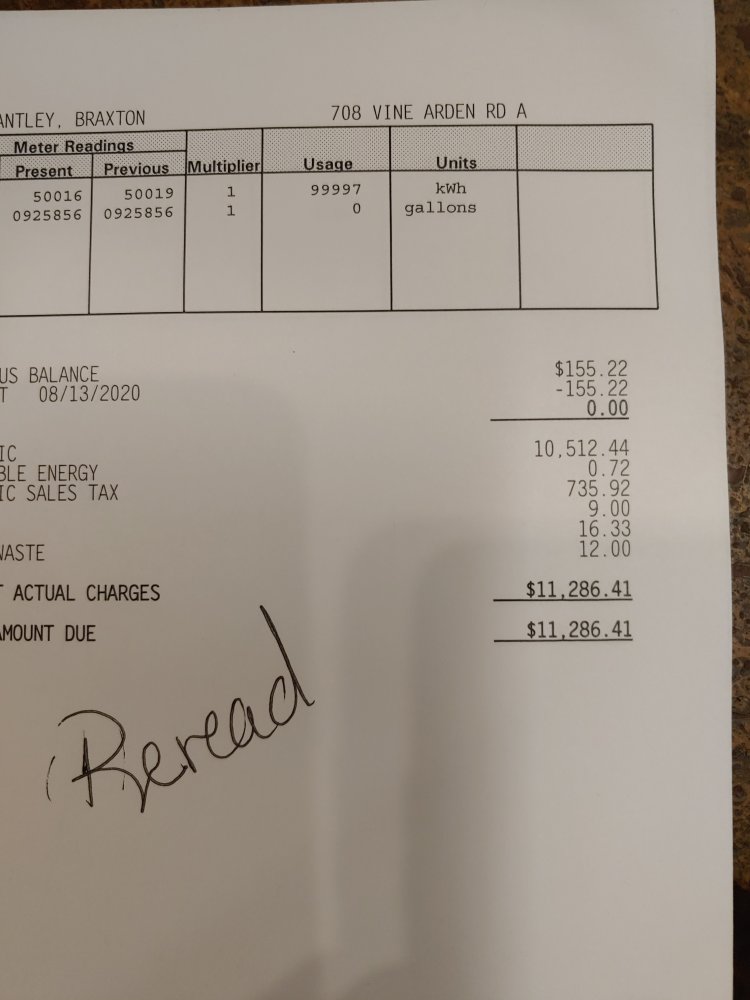 ANTLEY, BRAXTON 708 VINE ARDEN RD A
Meter Readings
Present Previous Multiplier Usage Units
50016 50019 1 99997 kWh
0925856 0925856 1 0 gallons
US BALANCE $155.22
T 08/13/2020 -155.22
0.00
IC 10,512.44
BLE ENERGY 0.72
IC SALES TAX 735.92
9.00
16.33
WASTE 12.00
T ACTUAL CHARGES $11,286.41
AMOUNT DUE $11,286.41
Reread